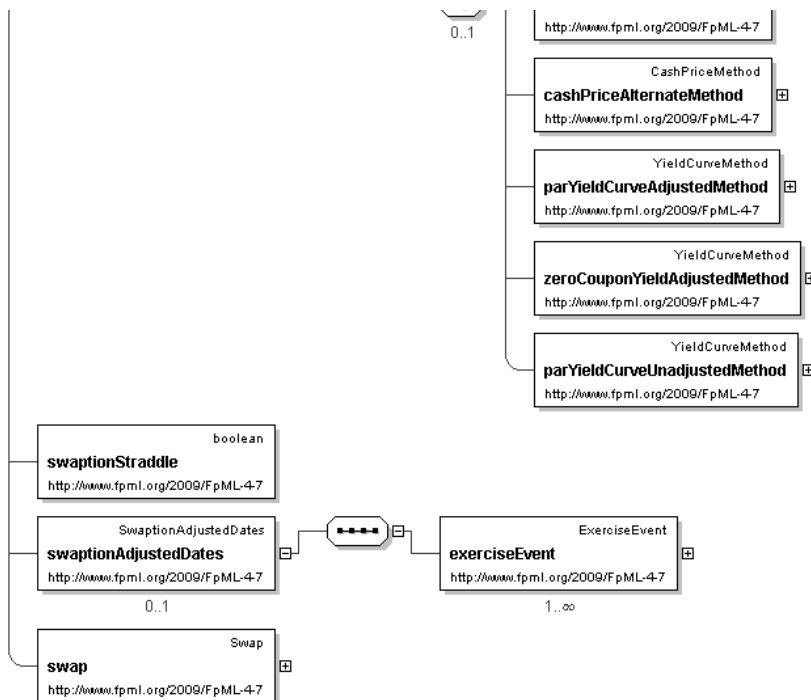 http://www.fpml.org/2009/FpML-4-7
0..1
CashPriceMethod
cashPriceAlternateMethod
http://www.fpml.org/2009/FpML-4-7
YieldCurveMethod
parYieldCurveAdjustedMethod
http://www.fpml.org/2009/FpML-4-7
YieldCurveMethod
zeroCouponYieldAdjustedMethod
http://www.fpml.org/2009/FpML-4-7
YieldCurveMethod
parYieldCurveUnadjustedMethod
http://www.fpml.org/2009/FpML-4-7
boolean
swaptionStraddle
http://www.fpml.org/2009/FpML-4-7
SwaptionAdjustedDates
swaptionAdjustedDates
http://www.fpml.org/2009/FpML-4-7
0..1
ExerciseEvent
exerciseEvent
http://www.fpml.org/2009/FpML-4-7
1..∞
Swap
swap
http://www.fpml.org/2009/FpML-4-7